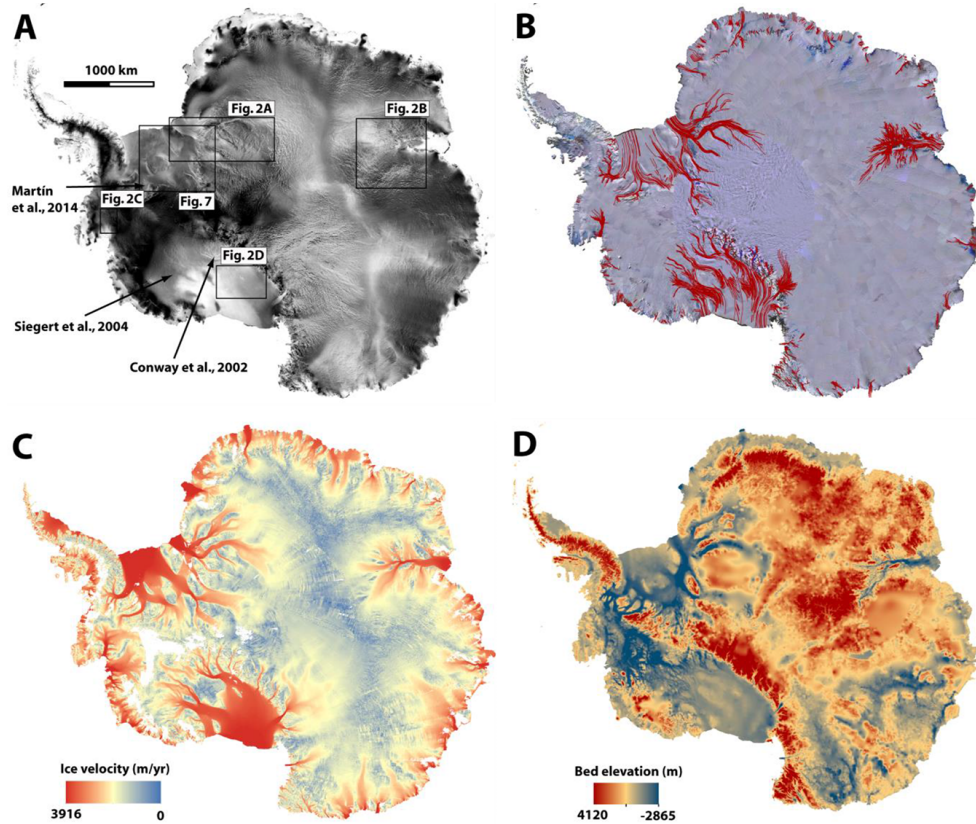 A
1000 km
Fig. 2A
Fig. 2B
Martín
et al., 2014
Fig. 2C
Fig. 7
Fig. 2D
Siegert et al., 2004
Conway et al., 2002
B
C
Ice velocity (m/yr)
3916
0
D
Bed elevation (m)
4120
-2865